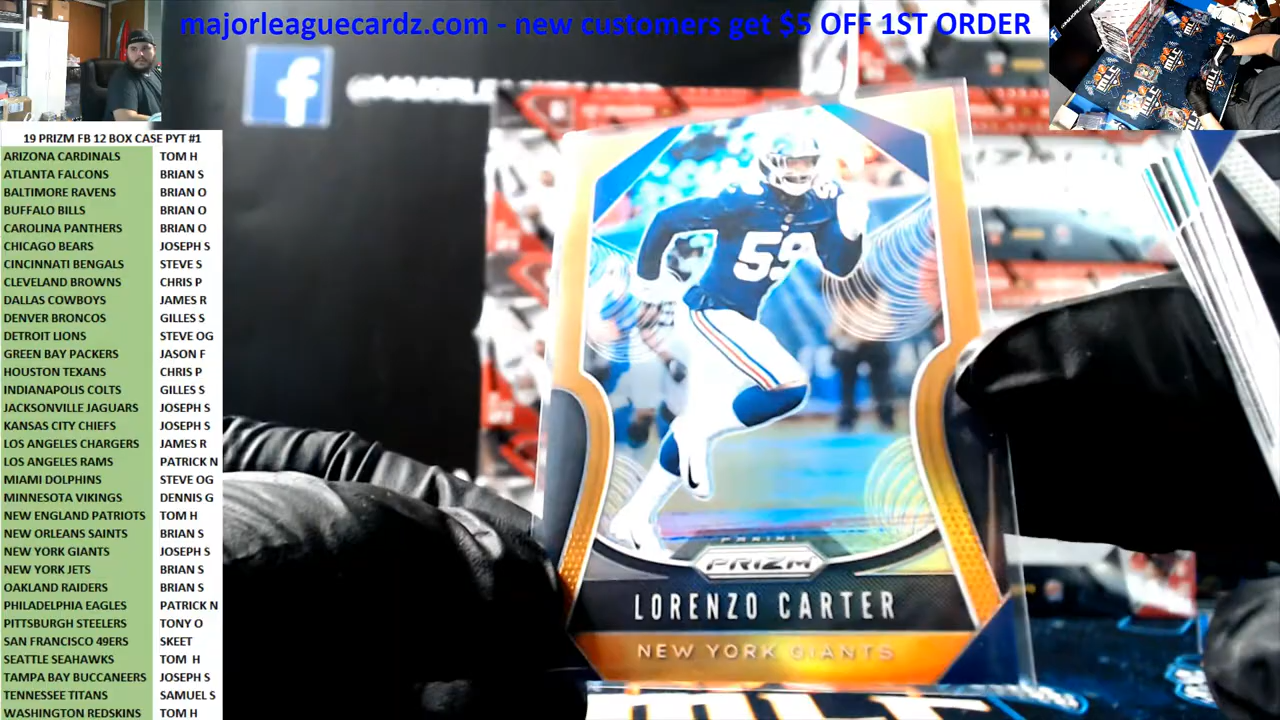 majorleaguecardz.com - new customers get $5 OFF 1ST ORDER
19 PRIZM FB 12 BOX CASE PYT #1
ARIZONA CARDINALS TOM H
ATLANTA FALCONS BRIAN S
BALTIMORE RAVENS BRIAN O
BUFFALO BILLS BRIAN O
CAROLINA PANTHERS BRIAN O
CHICAGO BEARS JOSEPH S
CINCINNATI BENGALS STEVE S
CLEVELAND BROWNS CHRIS P
DALLAS COWBOYS JAMES R
DENVER BRONCOS GILLES S
DETROIT LIONS STEVE OG
GREEN BAY PACKERS JASON F
HOUSTON TEXANS CHRIS P
INDIANAPOLIS COLTS GILLES S
JACKSONVILLE JAGUARS JOSEPH S
KANSAS CITY CHIEFS JOSEPH S
LOS ANGELES CHARGERS JAMES R
LOS ANGELES RAMS PATRICK N
MIAMI DOLPHINS STEVE OG
MINNESOTA VIKINGS DENNIS G
NEW ENGLAND PATRIOTS TOM H
NEW ORLEANS SAINTS BRIAN S
NEW YORK GIANTS JOSEPH S
NEW YORK JETS BRIAN S
OAKLAND RAIDERS BRIAN S
PHILADELPHIA EAGLES PATRICK N
PITTSBURGH STEELERS TONY O
SAN FRANCISCO 49ERS SKEET
SEATTLE SEAHAWKS TOM H
TAMPA BAY BUCCANEERS JOSEPH S
TENNESSEE TITANS SAMUEL S
WASHINGTON REDSKINS TOM H
f
59
PANINI
PRIZM
LORENZO CARTER
NEW YORK GIANTS
MLC